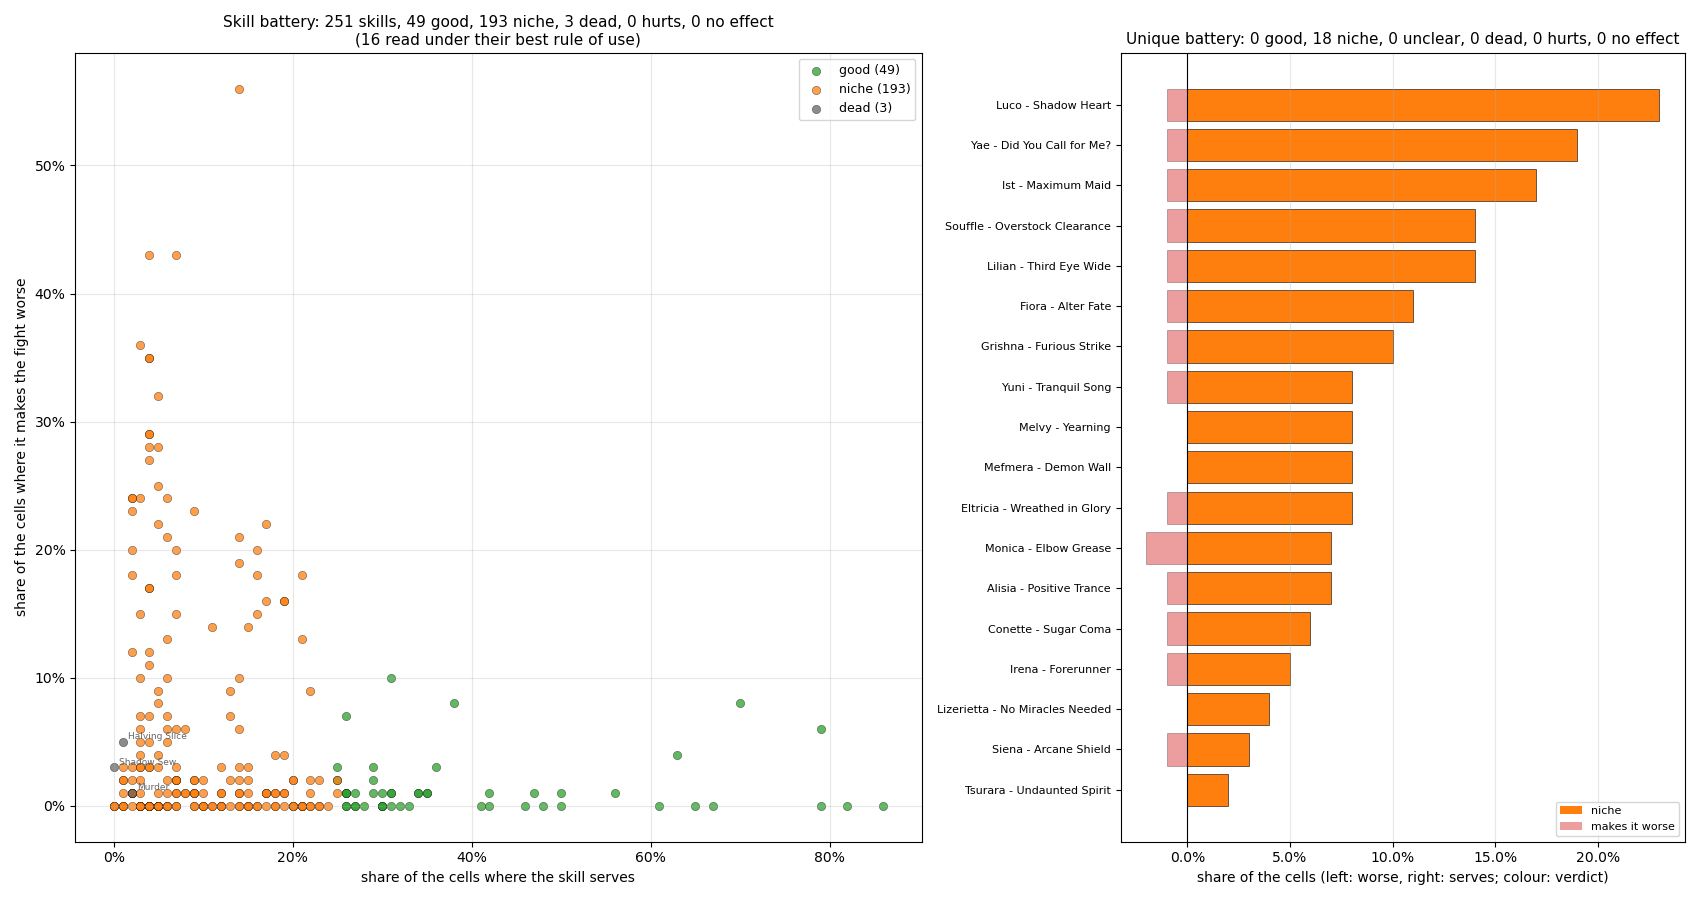 Skill battery: 251 skills, 49 good, 193 niche, 3 dead, 0 hurts, 0 no effect
(16 read under their best rule of use)
good (49)
niche (193)
dead (3)
share of the cells where it makes the fight worse
50%
40%
30%
20%
10%
0%
Halving Slice
Shadow Sew
Murder
0%
20%
40%
60%
80%
share of the cells where the skill serves
Unique battery: 0 good, 18 niche, 0 unclear, 0 dead, 0 hurts, 0 no effect
Luco - Shadow Heart
Yae - Did You Call for Me?
Ist - Maximum Maid
Souffle - Overstock Clearance
Lilian - Third Eye Wide
Fiora - Alter Fate
Grishna - Furious Strike
Yuni - Tranquil Song
Melvy - Yearning
Mefmera - Demon Wall
Eltricia - Wreathed in Glory
Monica - Elbow Grease
Alisia - Positive Trance
Conette - Sugar Coma
Irena - Forerunner
Lizerietta - No Miracles Needed
Siena - Arcane Shield
Tsurara - Undaunted Spirit
niche
makes it worse
0.0%
5.0%
10.0%
15.0%
20.0%
share of the cells (left: worse, right: serves; colour: verdict)